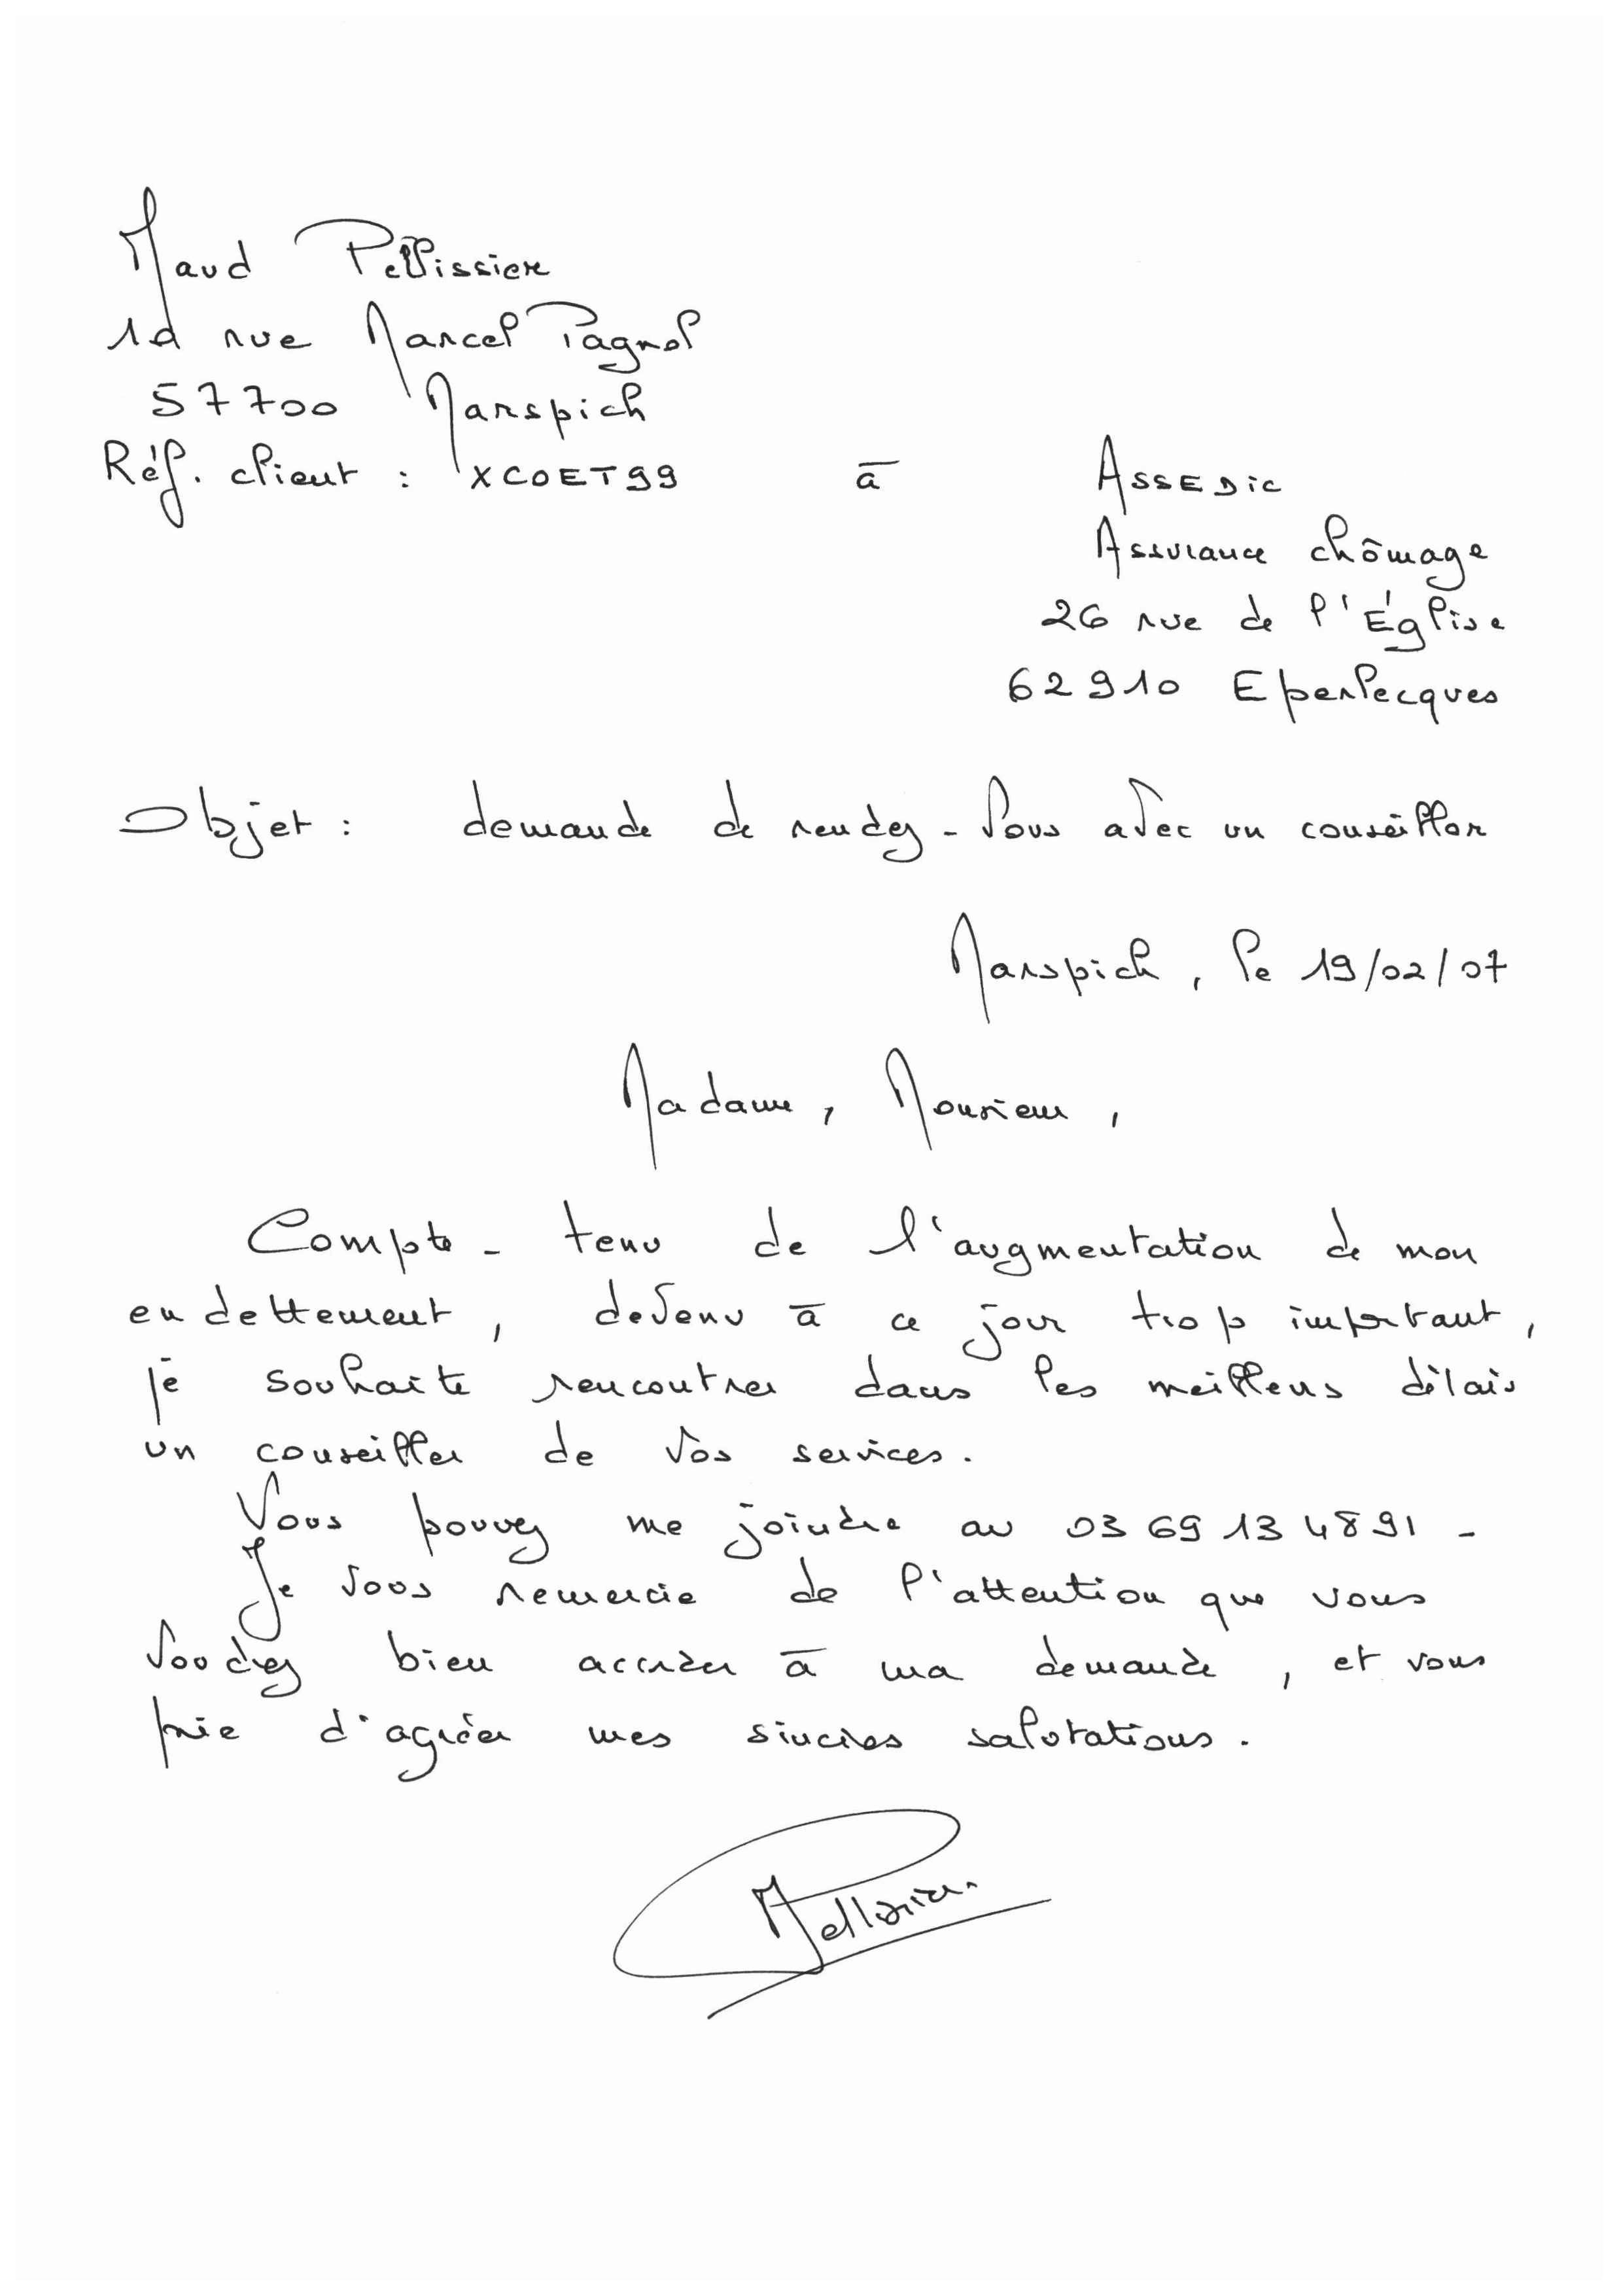 Maud Pellissier
1d rue Marcel Pagnol
57700 Marspich
Réf. client : XCOET99 à
ASSEDIC
Assurance chômage
26 rue de l'Église
62910 Eperlecques
Objet : demande de rendez-vous avec un conseiller
Marspich, le 19/02/07
Madame, Monsieur,
Compte-tenu de l'augmentation de mon
endettement, devenu à ce jour trop important,
je souhaite rencontrer dans les meilleurs délais
un conseiller de vos services.
Vous pouvez me joindre au 03 69 13 48 91 -
Je vous remercie de l'attention que vous
voudrez bien accorder à ma demande, et vous
prie d'agréer mes sincères salutations.
Pellissier